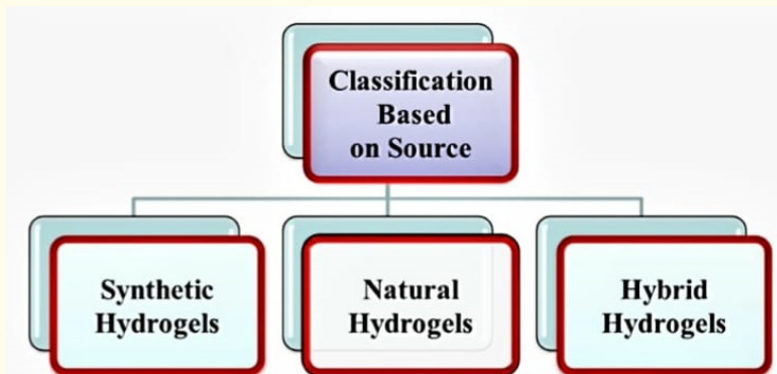 Classification
Based
on Source
Synthetic
Hydrogels
Natural
Hydrogels
Hybrid
Hydrogels